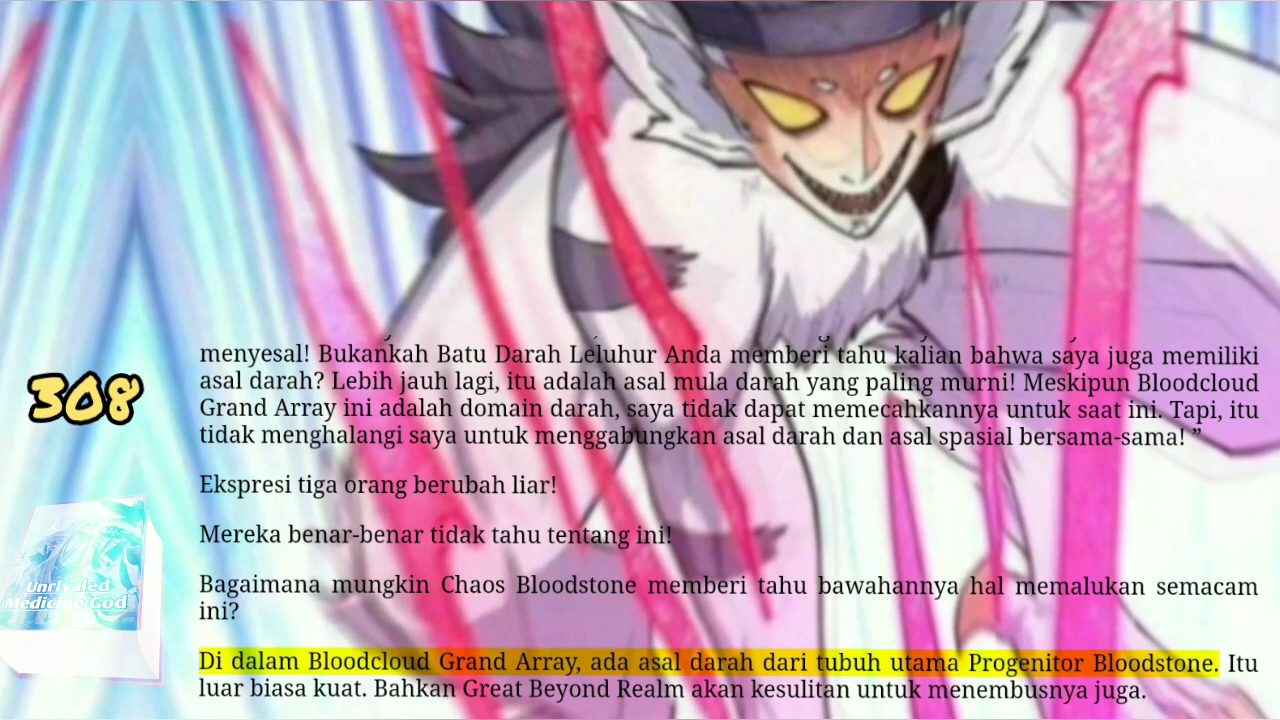 menyesal! Bukankah Batu Darah Leluhur Anda memberi tahu kalian bahwa saya juga memiliki
asal darah? Lebih jauh lagi, itu adalah asal mula darah yang paling murni! Meskipun Bloodcloud
Grand Array ini adalah domain darah, saya tidak dapat memecahkannya untuk saat ini. Tapi, itu
tidak menghalangi saya untuk menggabungkan asal darah dan asal spasial bersama-sama! ”
308
Ekspresi tiga orang berubah liar!
Mereka benar-benar tidak tahu tentang ini!
Bagaimana mungkin Chaos Bloodstone memberi tahu bawahannya hal memalukan semacam
ini?
Unrivaled
Medicine God
Di dalam Bloodcloud Grand Array, ada asal darah dari tubuh utama Progenitor Bloodstone. Itu
luar biasa kuat. Bahkan Great Beyond Realm akan kesulitan untuk menembusnya juga.